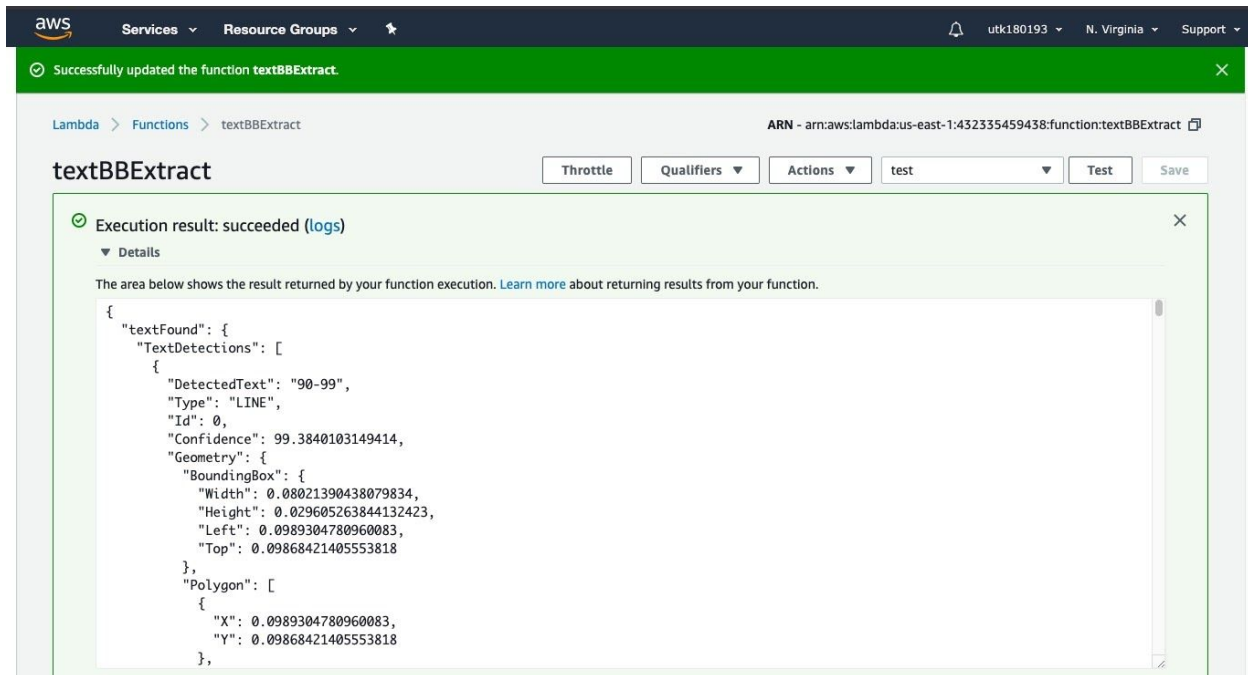 aws Services Resource Groups utk180193 N. Virginia Support
Successfully updated the function textBBExtract.
Lambda > Functions > textBBExtract ARN - arn:aws:lambda:us-east-1:432335459438:function:textBBExtract
textBBExtract Throttle Qualifiers Actions test Test Save
Execution result: succeeded (logs)
Details
The area below shows the result returned by your function execution. Learn more about returning results from your function.
{
"textFound": {
"TextDetections": [
{
"DetectedText": "90-99",
"Type": "LINE",
"Id": 0,
"Confidence": 99.3840103149414,
"Geometry": {
"BoundingBox": {
"Width": 0.08021390438079834,
"Height": 0.029605263844132423,
"Left": 0.0989304780960083,
"Top": 0.09868421405553818
},
"Polygon": [
{
"X": 0.0989304780960083,
"Y": 0.09868421405553818
},